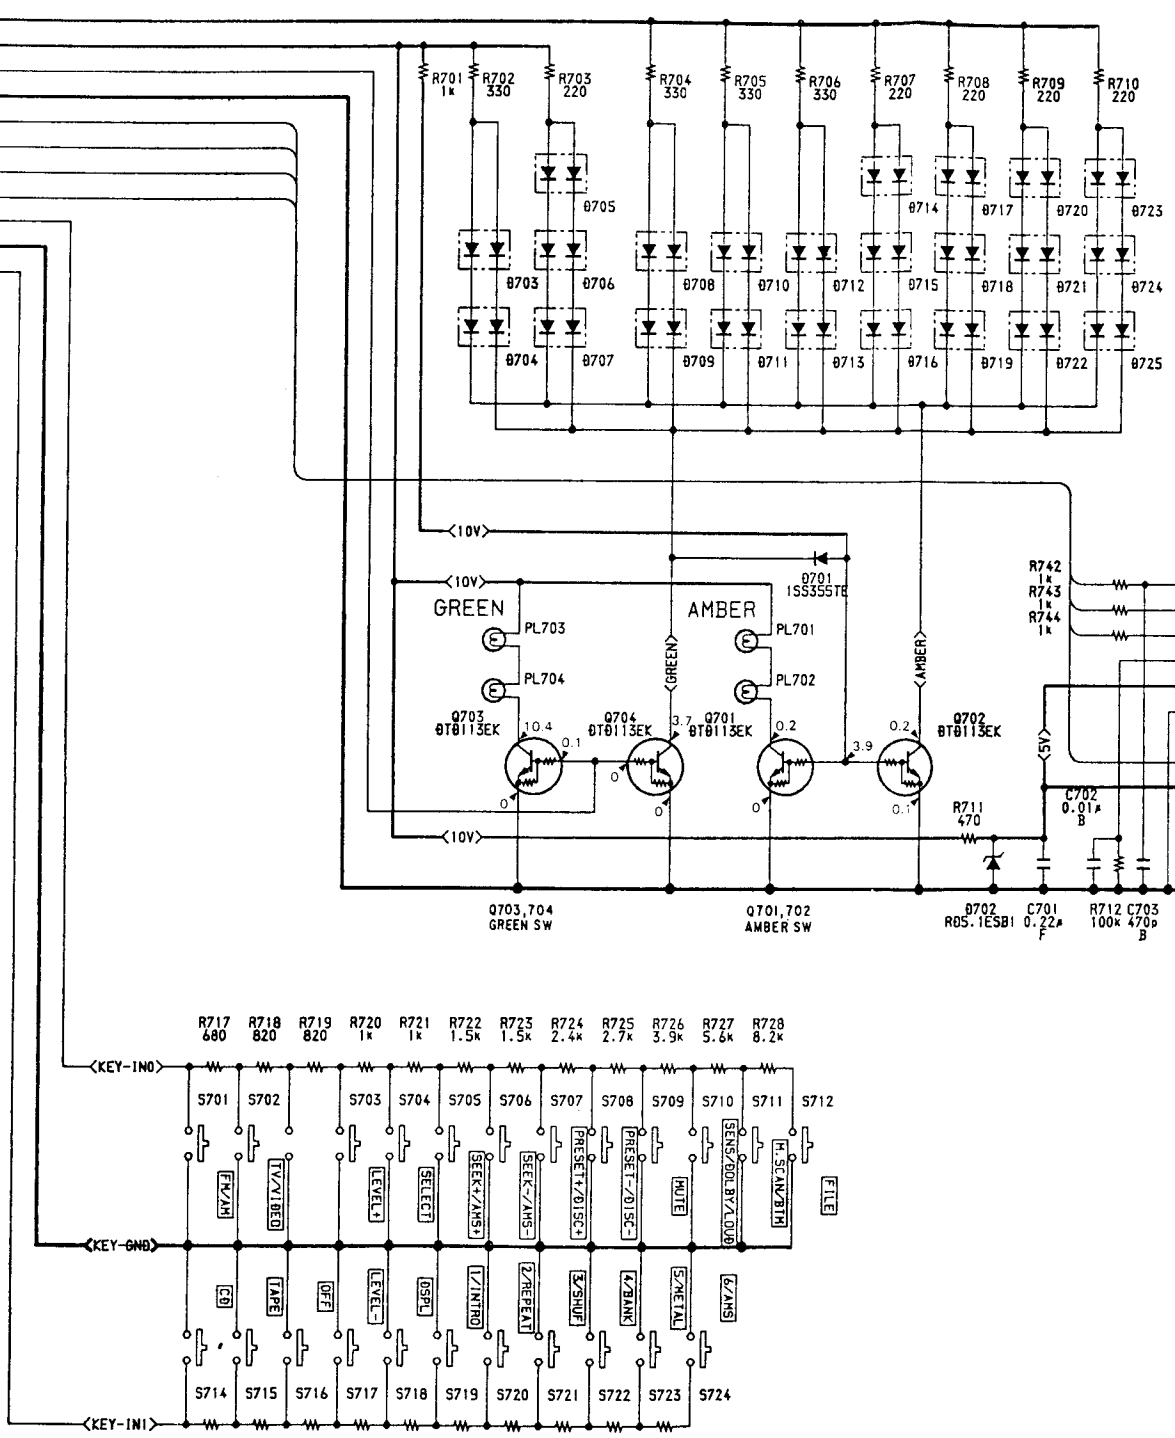 R701 R702 R703 R704 R705 R706 R707 R708 R709 R710
1k 330 220 330 330 330 220 220 220 220
D705 D714 D717 D720 D723
D703 D706 D708 D710 D712 D715 D718 D721 D724
D704 D707 D709 D711 D713 D716 D719 D722 D725
<10V>
D701
1SS355TE
<10V>
GREEN AMBER
PL703 PL701
PL704 PL702
<GREEN>
<AMBER>
R742
1k
R743
1k
R744
1k
Q703 Q704 Q701 Q702
DTD113EK DTD113EK DTD113EK DTD113EK
10.4 3.7 0.2 0.2
0.1 0 3.9
0 0 0 0.1
<5V>
<10V>
R711
470
C702
0.01μ
B
Q703,704
GREEN SW
Q701,702
AMBER SW
D702
RD5.1ESB1
C701
0.22μ
F
R712
100k
C703
470p
B
R717 R718 R719 R720 R721 R722 R723 R724 R725 R726 R727 R728
680 820 820 1k 1k 1.5k 1.5k 2.4k 2.7k 3.9k 5.6k 8.2k
<KEY-IN0>
S701 S702 S703 S704 S705 S706 S707 S708 S709 S710 S711 S712
FM/AM
TV/VIDEO
LEVEL+
SELECT
SEEK+/AMS+
SEEK-/AMS-
PRESET+/DISC+
PRESET-/DISC-
MUTE
SENS/DOLBY/LOUD
M.SCAN/BTM
FILE
<KEY-GND>
CD
TAPE
OFF
LEVEL-
DSPL
1/INTRO
2/REPEAT
3/SHUF
4/BANK
5/METAL
6/AMS
S714 S715 S716 S717 S718 S719 S720 S721 S722 S723 S724
<KEY-IN1>